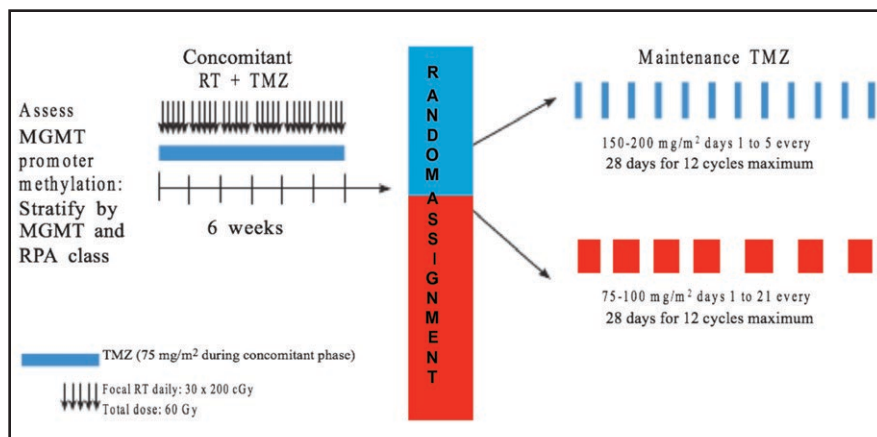 Concomitant
RT + TMZ
Assess
MGMT
promoter
methylation:
Stratify by
MGMT and
RPA class
6 weeks
RANDOM ASSIGNMENT
Maintenance TMZ
150-200 mg/m² days 1 to 5 every
28 days for 12 cycles maximum
75-100 mg/m² days 1 to 21 every
28 days for 12 cycles maximum
TMZ (75 mg/m² during concomitant phase)
Focal RT daily: 30 x 200 cGy
Total dose: 60 Gy